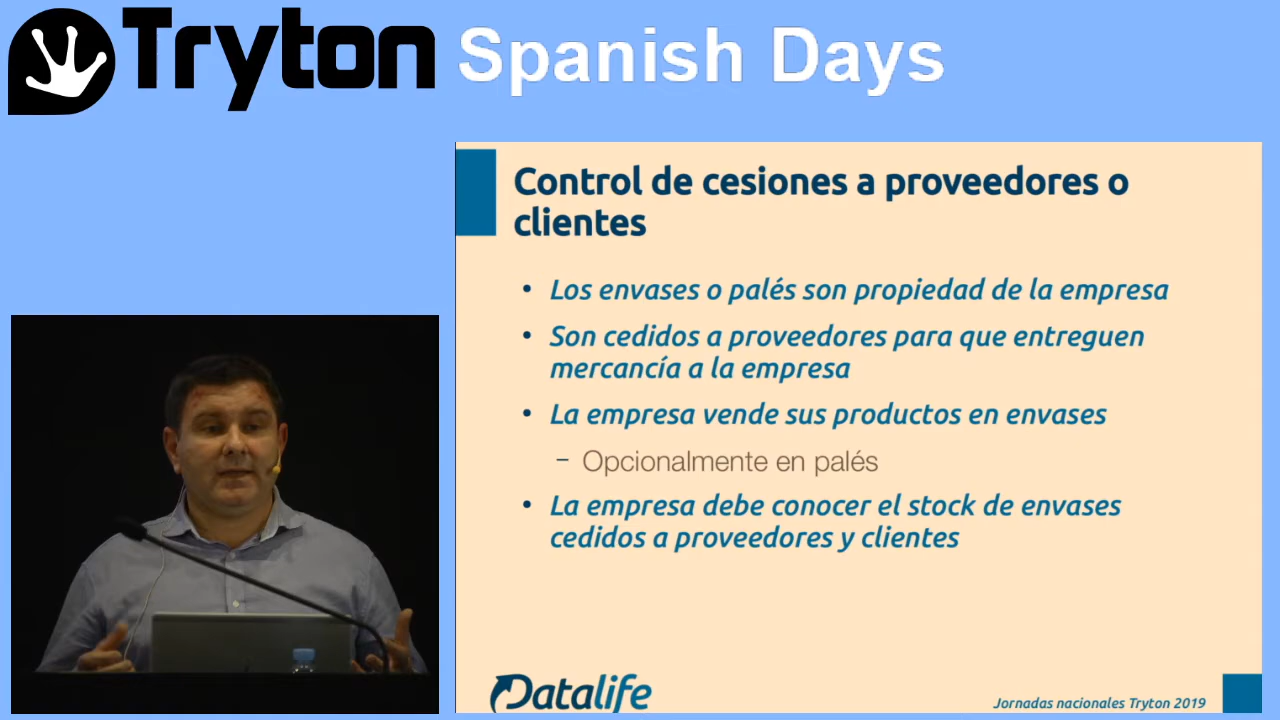 Tryton Spanish Days
Control de cesiones a proveedores o
clientes
• Los envases o palés son propiedad de la empresa
• Son cedidos a proveedores para que entreguen
mercancía a la empresa
• La empresa vende sus productos en envases
– Opcionalmente en palés
• La empresa debe conocer el stock de envases
cedidos a proveedores y clientes
Datalife
Jornadas nacionales Tryton 2019